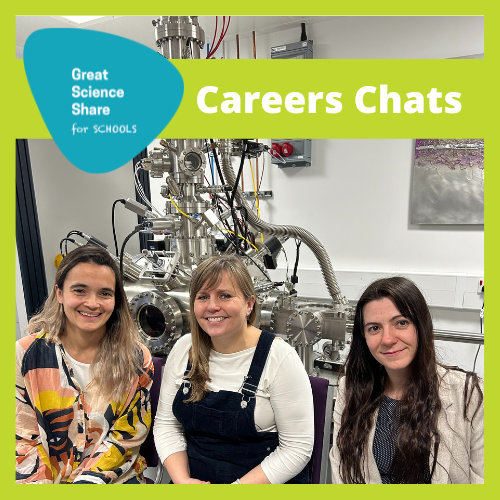 Great
Science
Share
for SCHOOLS
Careers Chats